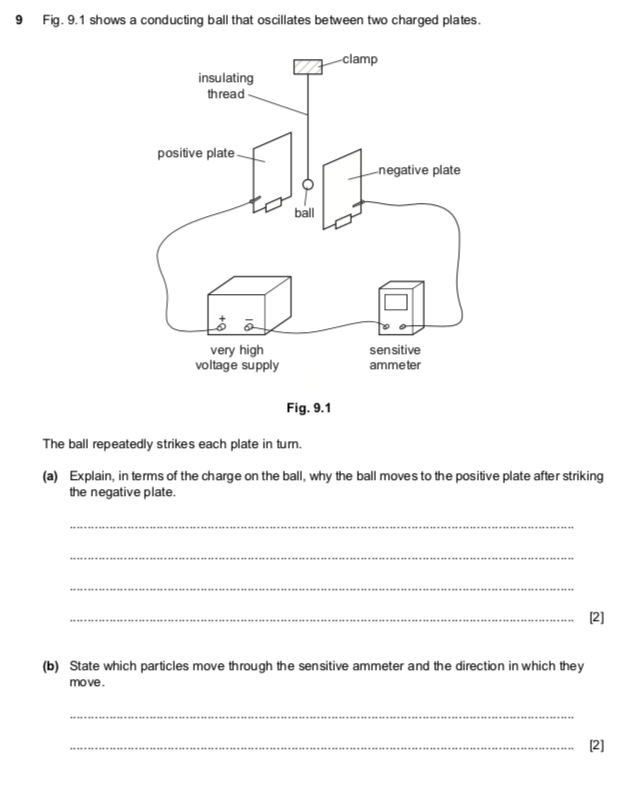 9 Fig. 9.1 shows a conducting ball that oscillates between two charged plates.
clamp
insulating
thread
positive plate
negative plate
ball
+ –
very high
voltage supply
sensitive
ammeter
Fig. 9.1
The ball repeatedly strikes each plate in turn.
(a) Explain, in terms of the charge on the ball, why the ball moves to the positive plate after striking
the negative plate.
[2]
(b) State which particles move through the sensitive ammeter and the direction in which they
move.
[2]